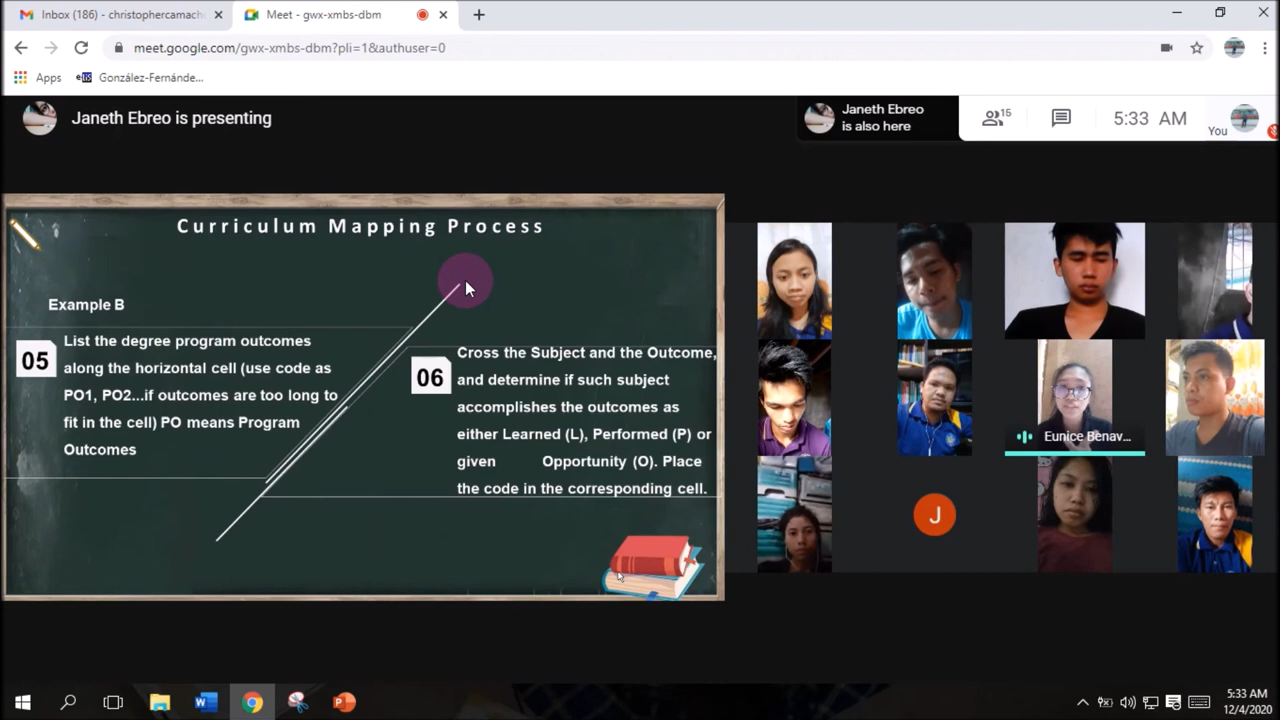 Inbox (186) - christophercamach
Meet - gwx-xmbs-dbm
meet.google.com/gwx-xmbs-dbm?pli=1&authuser=0
Apps
González-Fernánde...
Janeth Ebreo is presenting
Janeth Ebreo
is also here
15
5:33 AM
You
Curriculum Mapping Process
Example B
05
List the degree program outcomes
along the horizontal cell (use code as
PO1, PO2...if outcomes are too long to
fit in the cell) PO means Program
Outcomes
06
Cross the Subject and the Outcome,
and determine if such subject
accomplishes the outcomes as
either Learned (L), Performed (P) or
given Opportunity (O). Place
the code in the corresponding cell.
Eunice Benav...
J
5:33 AM
12/4/2020